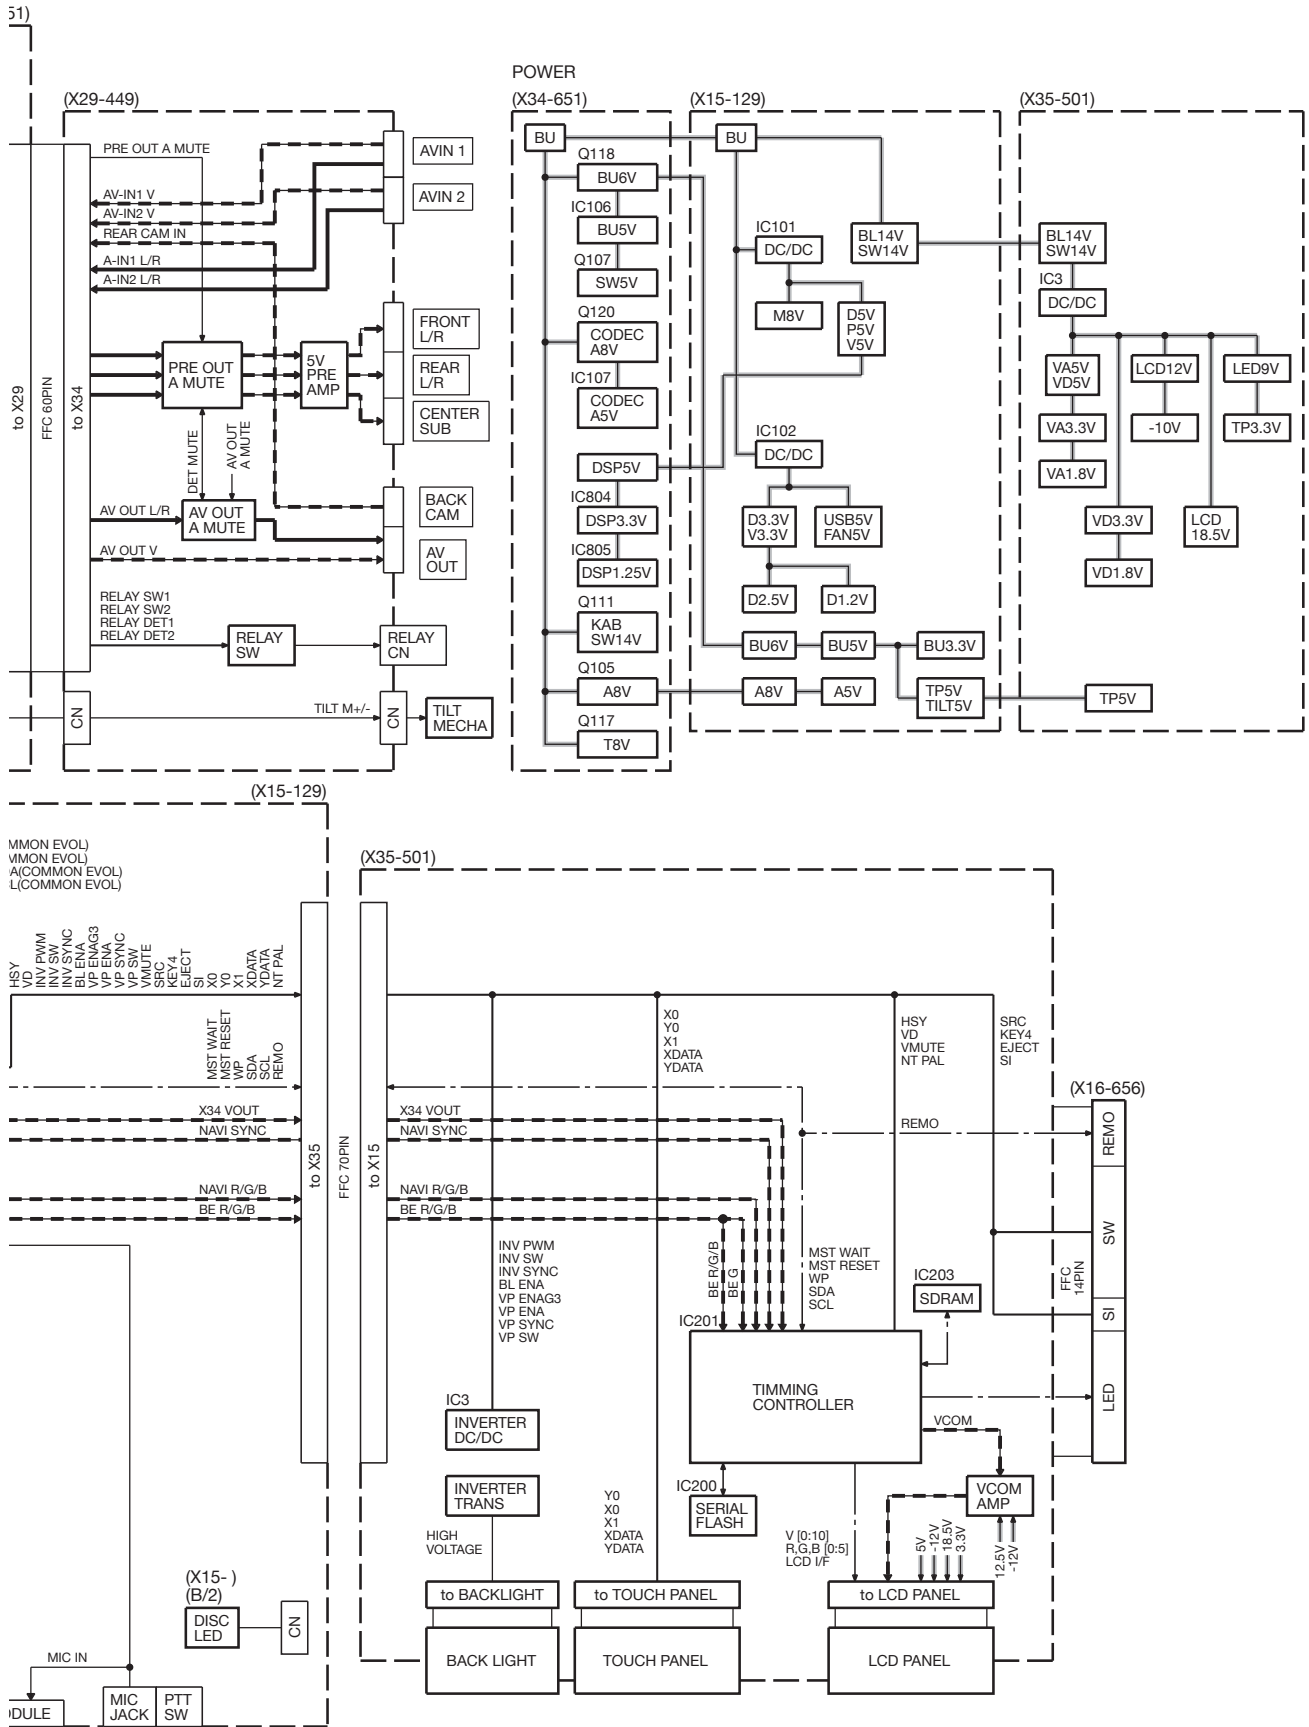 51)
(X29-449)
PRE OUT A MUTE
AVIN 1
AV-IN1 V
AVIN 2
AV-IN2 V
REAR CAM IN
A-IN1 L/R
A-IN2 L/R
FRONT
L/R
PRE OUT
A MUTE
5V
PRE
AMP
REAR
L/R
CENTER
SUB
to X29
FFC 60PIN
to X34
DET MUTE
AV OUT
A MUTE
AV OUT L/R
AV OUT
A MUTE
BACK
CAM
AV OUT V
AV
OUT
RELAY SW1
RELAY SW2
RELAY DET1
RELAY DET2
RELAY
SW
RELAY
CN
CN
TILT M+/-
CN
TILT
MECHA
POWER
(X34-651)
BU
Q118
BU6V
IC106
BU5V
Q107
SW5V
Q120
CODEC
A8V
IC107
CODEC
A5V
DSP5V
IC804
DSP3.3V
IC805
DSP1.25V
Q111
KAB
SW14V
Q105
A8V
Q117
T8V
(X15-129)
BU
IC101
DC/DC
BL14V
SW14V
M8V
D5V
P5V
V5V
IC102
DC/DC
D3.3V
V3.3V
USB5V
FAN5V
D2.5V
D1.2V
BU6V
BU5V
BU3.3V
A8V
A5V
TP5V
TILT5V
(X35-501)
BL14V
SW14V
IC3
DC/DC
VA5V
VD5V
LCD12V
LED9V
VA3.3V
-10V
TP3.3V
VA1.8V
VD3.3V
LCD
18.5V
VD1.8V
TP5V
(X15-129)
MMON EVOL)
MMON EVOL)
A(COMMON EVOL)
L(COMMON EVOL)
HSY
VD
INV PWM
INV SW
INV SYNC
BL ENA
VP ENAG3
VP ENA
VP SYNC
VP SW
VMUTE
SRC
KEY4
EJECT
SI
X0
Y0
X1
XDATA
YDATA
NT PAL
MST WAIT
MST RESET
WP
SDA
SCL
REMO
X34 VOUT
NAVI SYNC
NAVI R/G/B
BE R/G/B
to X35
FFC 70PIN
to X15
(X15- )
(B/2)
DISC
LED
CN
MIC IN
DULE
MIC
JACK
PTT
SW
(X35-501)
X0
Y0
X1
XDATA
YDATA
HSY
VD
VMUTE
NT PAL
SRC
KEY4
EJECT
SI
(X16-656)
X34 VOUT
NAVI SYNC
REMO
NAVI R/G/B
BE R/G/B
REMO
SW
SI
LED
FFC
14PIN
INV PWM
INV SW
INV SYNC
BL ENA
VP ENAG3
VP ENA
VP SYNC
VP SW
BE R/G/B
BE G
MST WAIT
MST RESET
WP
SDA
SCL
IC203
SDRAM
IC201
TIMMING
CONTROLLER
IC3
INVERTER
DC/DC
VCOM
INVERTER
TRANS
IC200
SERIAL
FLASH
VCOM
AMP
HIGH
VOLTAGE
Y0
X0
X1
XDATA
YDATA
V [0:10]
R,G,B [0:5]
LCD I/F
5V
-12V
18.5V
3.3V
12.5V
-12V
to BACKLIGHT
to TOUCH PANEL
to LCD PANEL
BACK LIGHT
TOUCH PANEL
LCD PANEL